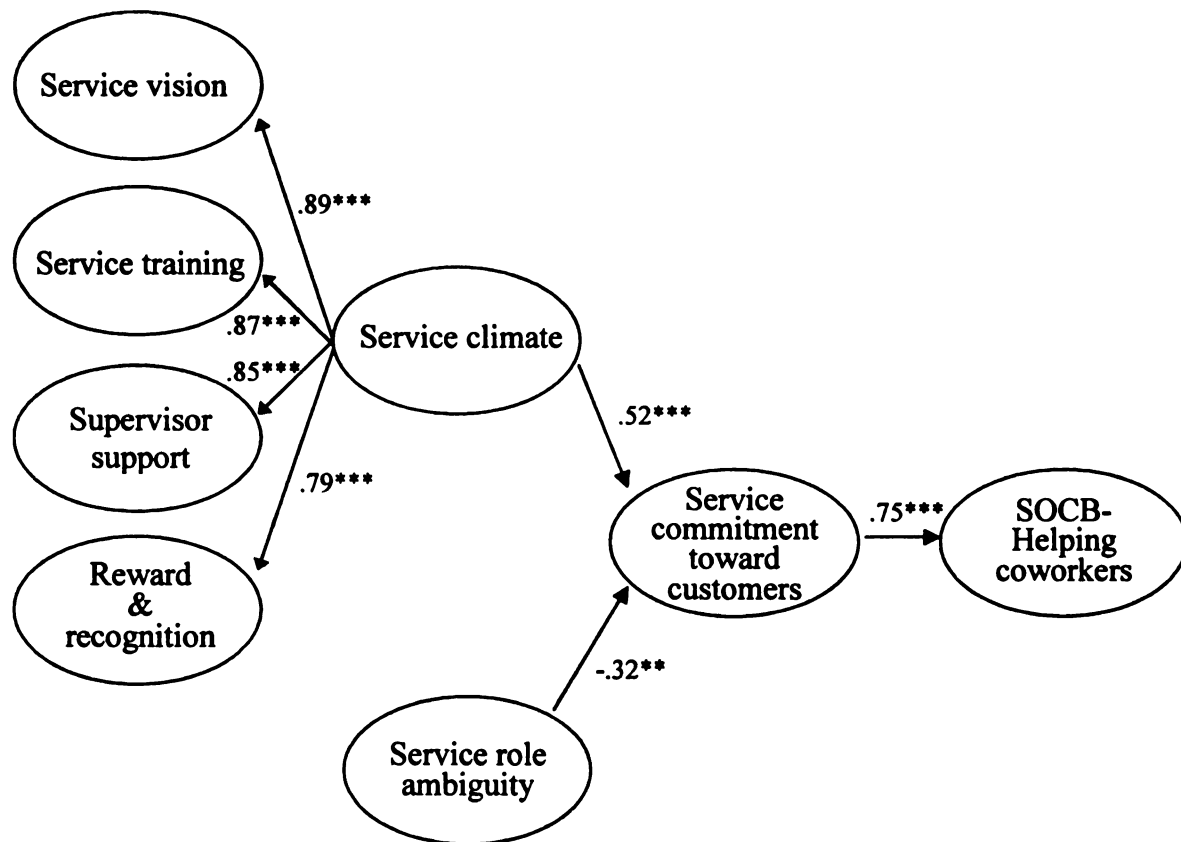 Service vision
.89***
Service training
.87***
Service climate
.85***
Supervisor
support
.52***
.79***
Service
commitment
toward
customers
.75***
SOCB-
Helping
coworkers
Reward
&
recognition
-.32**
Service role
ambiguity